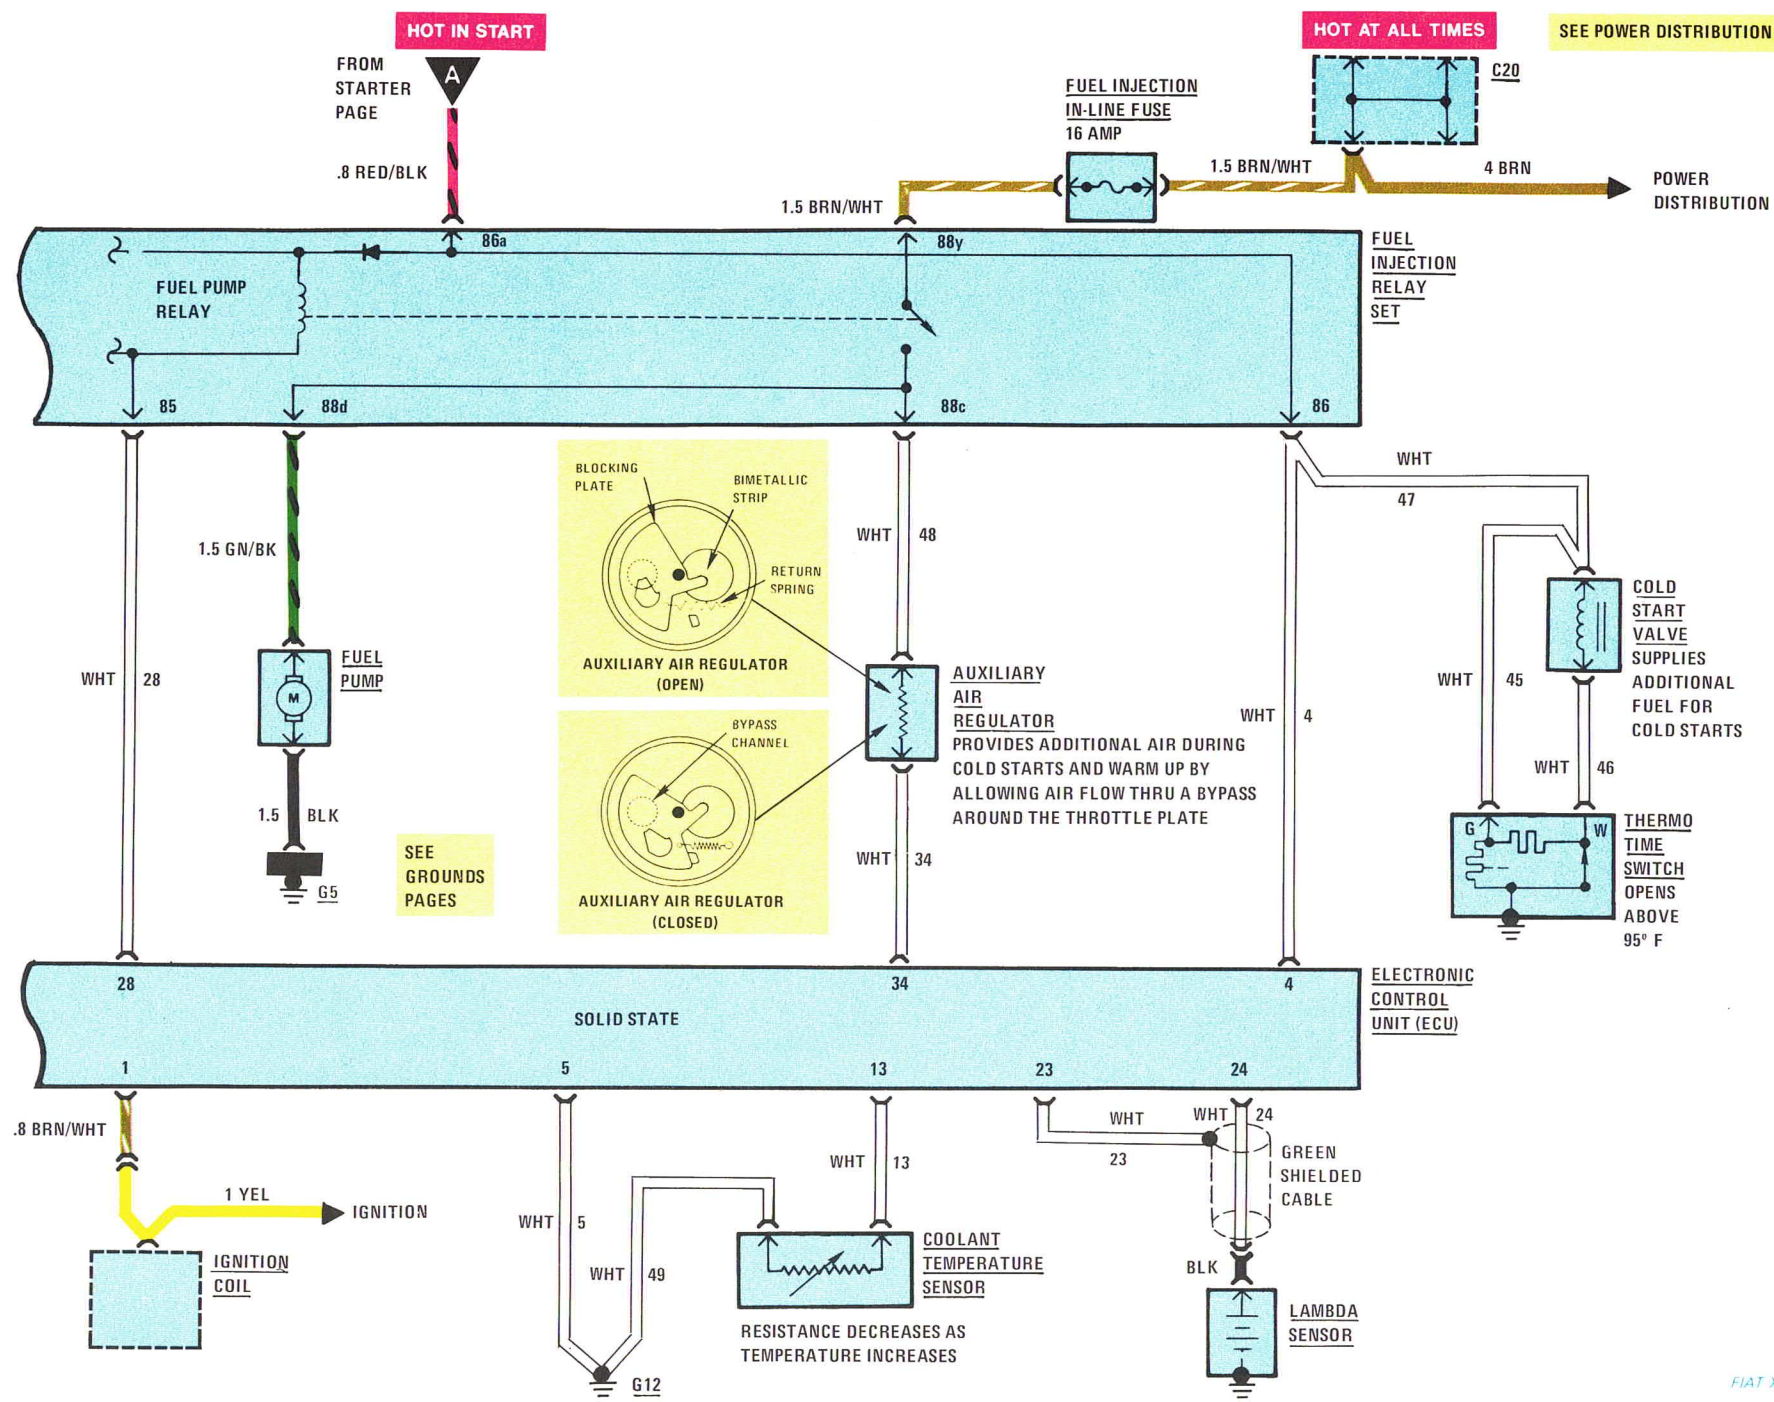 HOT IN START
HOT AT ALL TIMES
SEE POWER DISTRIBUTION
FROM
STARTER
PAGE
A
C20
FUEL INJECTION
IN-LINE FUSE
16 AMP
.8 RED/BLK
1.5 BRN/WHT
1.5 BRN/WHT
4 BRN
POWER
DISTRIBUTION
86a
88y
FUEL
INJECTION
RELAY
SET
FUEL PUMP
RELAY
85
88d
88c
86
WHT
47
BLOCKING
PLATE
BIMETALLIC
STRIP
RETURN
SPRING
AUXILIARY AIR REGULATOR
(OPEN)
WHT 48
1.5 GN/BK
COLD
START
VALVE
SUPPLIES
ADDITIONAL
FUEL FOR
COLD STARTS
WHT 28
FUEL
PUMP
M
AUXILIARY
AIR
REGULATOR
PROVIDES ADDITIONAL AIR DURING
COLD STARTS AND WARM UP BY
ALLOWING AIR FLOW THRU A BYPASS
AROUND THE THROTTLE PLATE
WHT 4
WHT 45
WHT 46
BYPASS
CHANNEL
AUXILIARY AIR REGULATOR
(CLOSED)
1.5 BLK
G5
SEE
GROUNDS
PAGES
WHT 34
G
W
THERMO
TIME
SWITCH
OPENS
ABOVE
95° F
28
34
4
SOLID STATE
ELECTRONIC
CONTROL
UNIT (ECU)
1
5
13
23
24
.8 BRN/WHT
1 YEL
IGNITION
IGNITION
COIL
WHT 5
WHT 49
G12
WHT 13
COOLANT
TEMPERATURE
SENSOR
RESISTANCE DECREASES AS
TEMPERATURE INCREASES
WHT
23
WHT 24
GREEN
SHIELDED
CABLE
BLK
LAMBDA
SENSOR
FIAT X